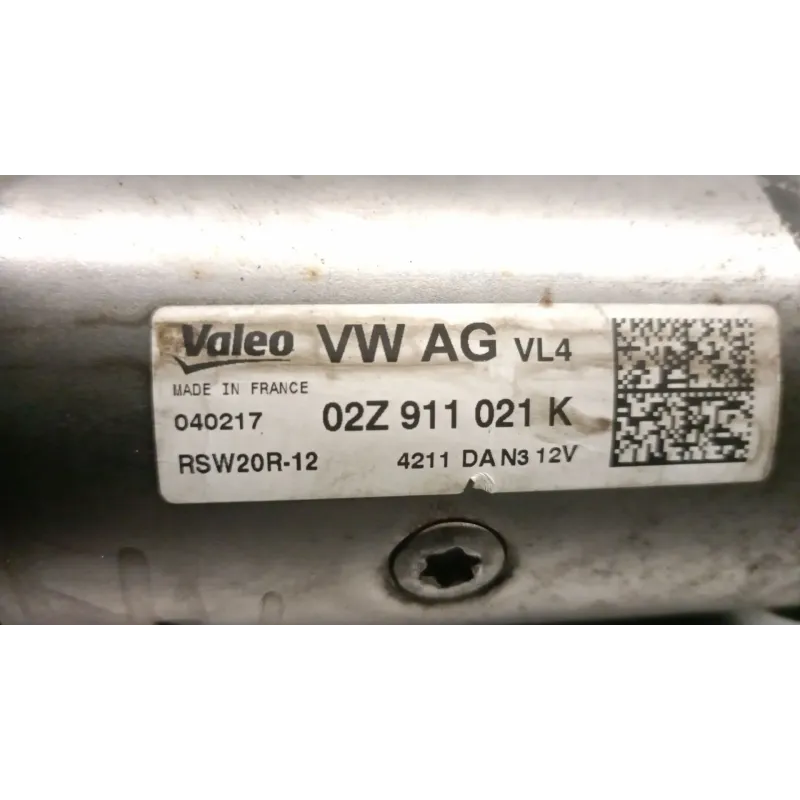 Valeo VW AG VL4
MADE IN FRANCE
040217 02Z 911 021 K
RSW20R-12 4211 DA N3 12V